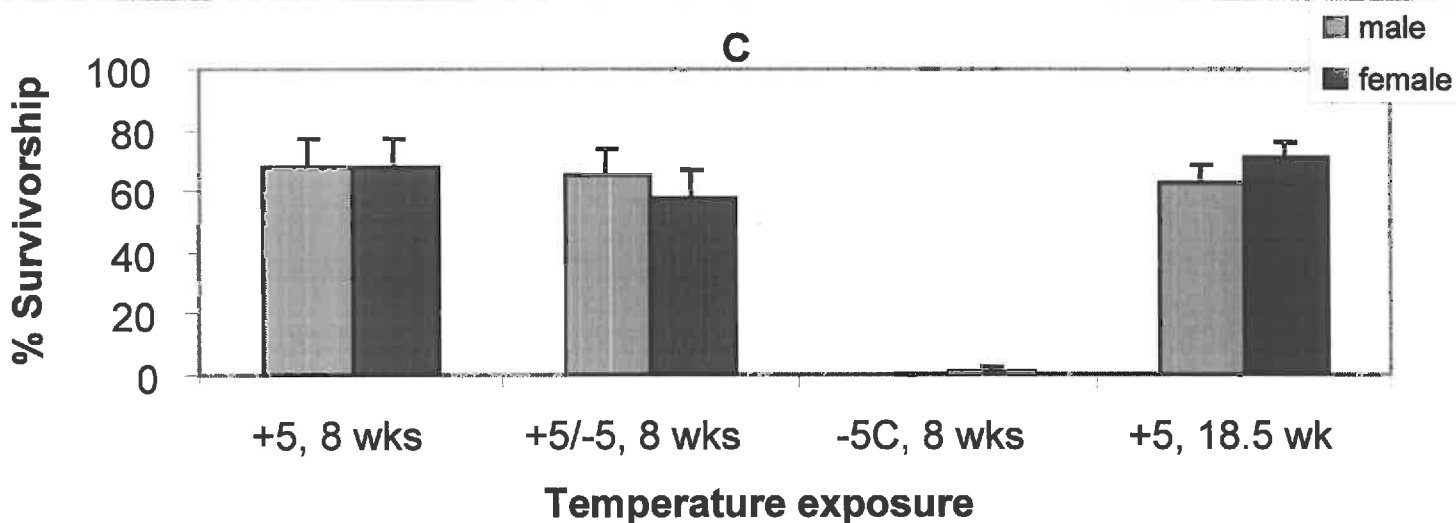 male
C
100
female
80
60
40
20
0
% Survivorship
+5, 8 wks
+5/-5, 8 wks
-5C, 8 wks
+5, 18.5 wk
Temperature exposure